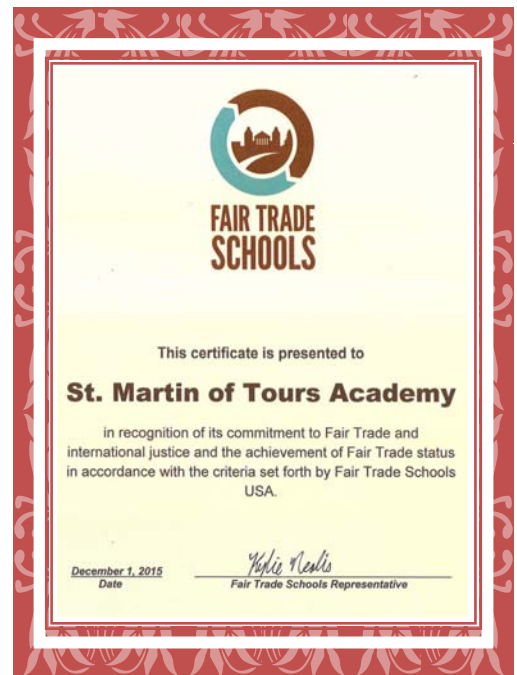 FAIR TRADE
SCHOOLS
This certificate is presented to
St. Martin of Tours Academy
in recognition of its commitment to Fair Trade and
international justice and the achievement of Fair Trade status
in accordance with the criteria set forth by Fair Trade Schools
USA.
December 1, 2015
Date
Kylie Nealis
Fair Trade Schools Representative